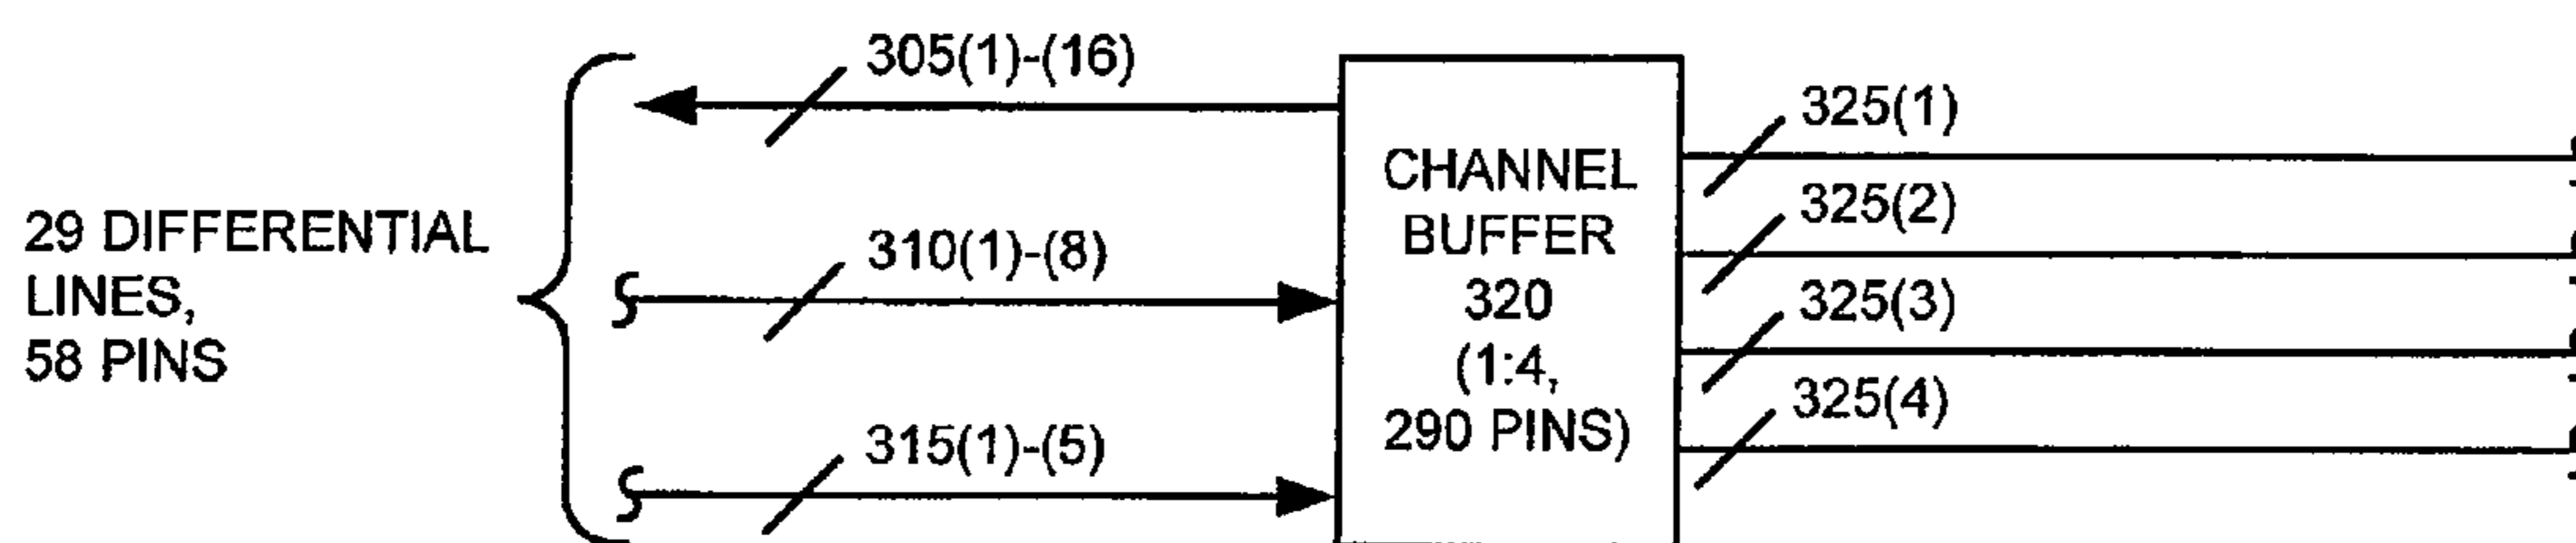 29 DIFFERENTIAL
LINES,
58 PINS
305(1)-(16)
310(1)-(8)
315(1)-(5)
CHANNEL
BUFFER
320
(1:4,
290 PINS)
325(1)
325(2)
325(3)
325(4)